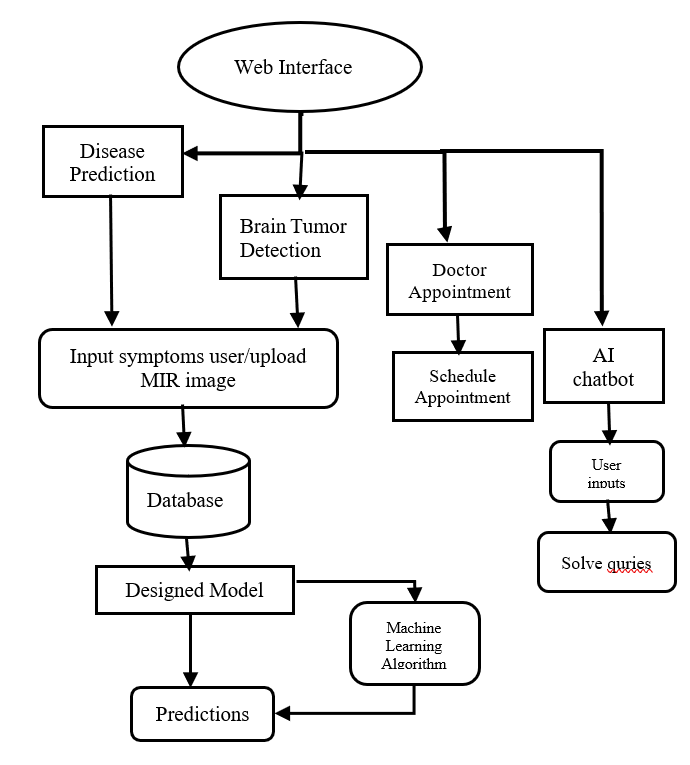 Web Interface
Disease
Prediction
Brain Tumor
Detection
Doctor
Appointment
Input symptoms user/upload
MIR image
Schedule
Appointment
AI
chatbot
User
inputs
Database
Solve quries
Designed Model
Machine
Learning
Algorithm
Predictions